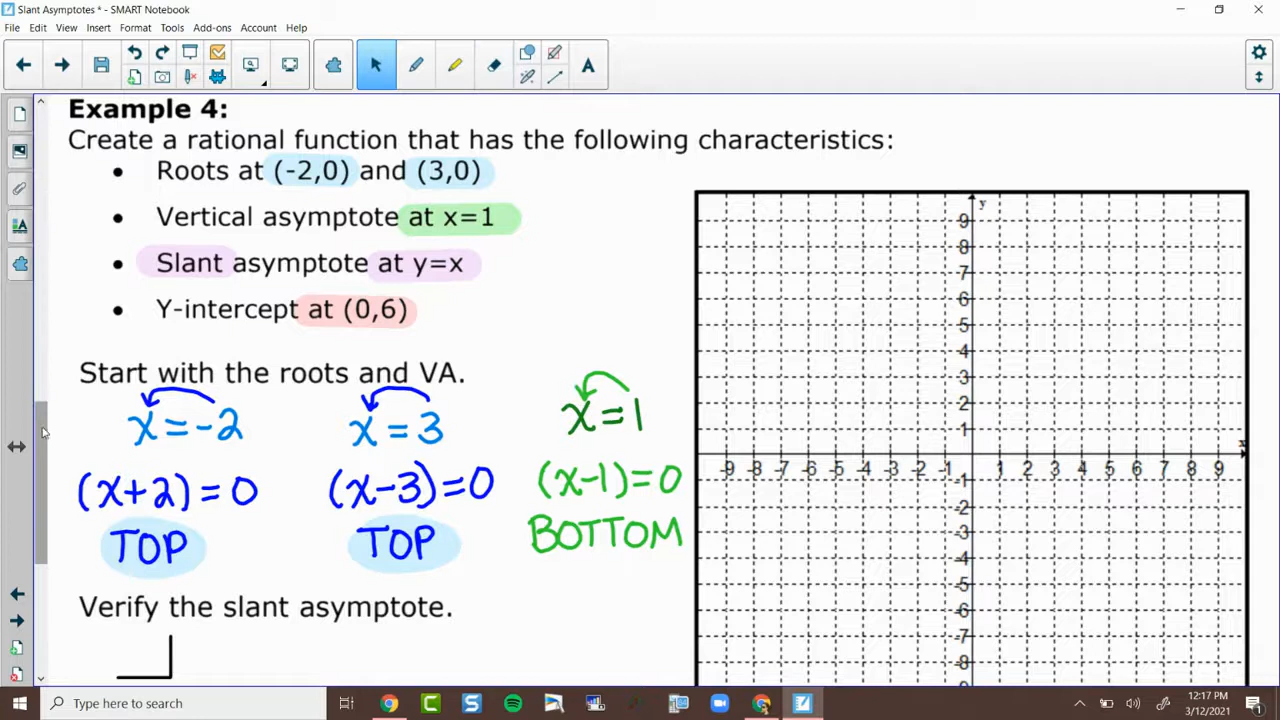 Slant Asymptotes * - SMART Notebook
File Edit View Insert Format Tools Add-ons Account Help
Example 4:
Create a rational function that has the following characteristics:
• Roots at (-2,0) and (3,0)
• Vertical asymptote at x=1
• Slant asymptote at y=x
• Y-intercept at (0,6)
Start with the roots and VA.
x=-2 x=3 x=1
(x+2)=0 (x-3)=0 (x-1)=0
TOP TOP BOTTOM
Verify the slant asymptote.
y
9
8
7
6
5
4
3
2
1
x
-9 -8 -7 -6 -5 -4 -3 -2 -1 1 2 3 4 5 6 7 8 9
-1
-2
-3
-4
-5
-6
-7
-8
Type here to search
12:17 PM
3/12/2021